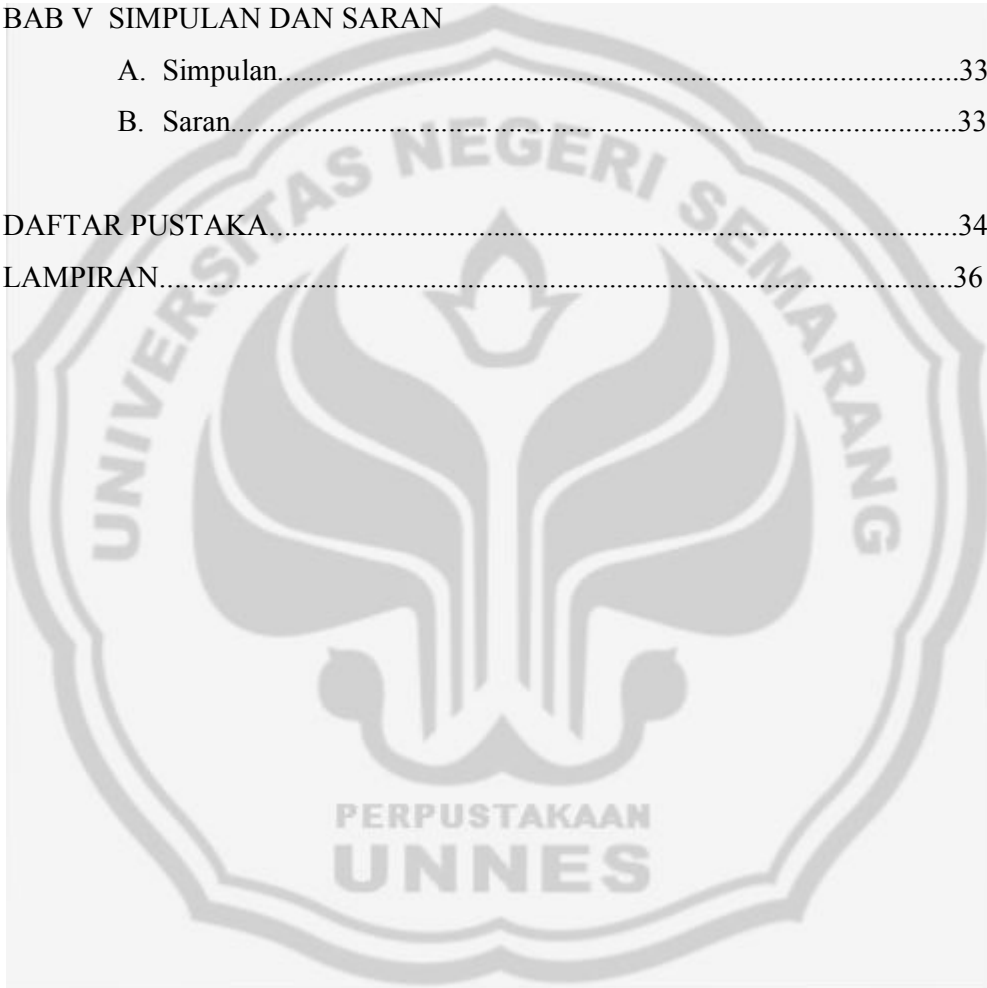 BAB V SIMPULAN DAN SARAN
A. Simpulan.......................................................................................33
B. Saran.............................................................................................33
DAFTAR PUSTAKA.........................................................................................34
LAMPIRAN.......................................................................................................36
UNIVERSITAS NEGERI SEMARANG
PERPUSTAKAAN
UNNES